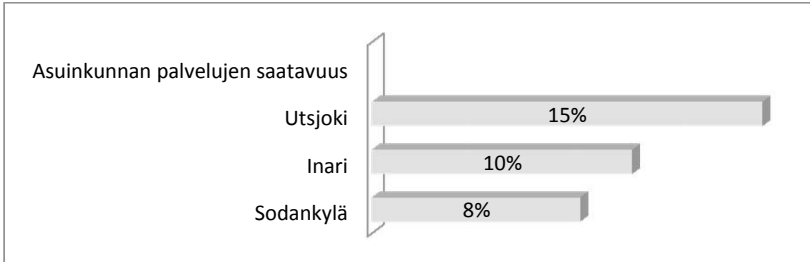 Asuinkunnan palvelujen saatavuus
Utsjoki 15%
Inari 10%
Sodankylä 8%